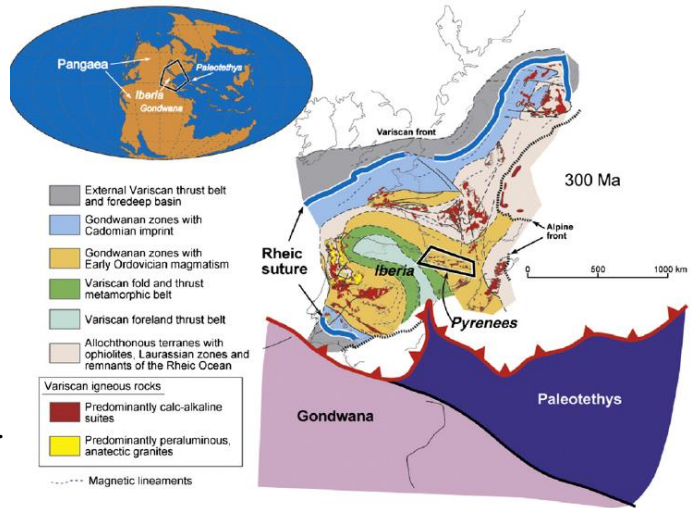 Pangaea
Paleotethys
Iberia
Gondwana
Variscan front
300 Ma
External Variscan thrust belt
and foredeep basin
Gondwanan zones with
Cadomian imprint
Gondwanan zones with
Early Ordovician magmatism
Variscan fold and thrust
metamorphic belt
Variscan foreland thrust belt
Allochthonous terranes with
ophiolites, Laurassian zones and
remnants of the Rheic Ocean
Variscan igneous rocks
Predominantly calc-alkaline
suites
Predominantly peraluminous,
anatectic granites
Magnetic lineaments
Rheic
suture
Alpine
front
Iberia
0 500 1000 km
Pyrenees
Gondwana
Paleotethys